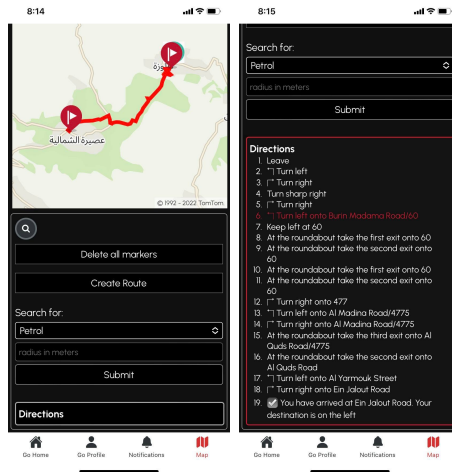 8:14
زورة
عصيرة الشمالية
© 1992 - 2022 TomTom.
Delete all markers
Create Route
Search for:
Petrol
radius in meters
Submit
Directions
Go Home
Go Profile
Notifications
Map
8:15
Search for:
Petrol
radius in meters
Submit
Directions
1. Leave
2. Turn left
3. Turn right
4. Turn sharp right
5. Turn right
6. Turn left onto Burin Madama Road/60
7. Keep left at 60
8. At the roundabout take the first exit onto 60
9. At the roundabout take the second exit onto
60
10. At the roundabout take the first exit onto 60
11. At the roundabout take the second exit onto
60
12. Turn right onto 477
13. Turn left onto Al Madina Road/4775
14. Turn right onto Al Madina Road/4775
15. At the roundabout take the third exit onto Al
Quds Road/4775
16. At the roundabout take the second exit onto
Al Quds Road
17. Turn left onto Al Yarmouk Street
18. Turn right onto Ein Jalout Road
19. You have arrived at Ein Jalout Road. Your
destination is on the left
Go Home
Go Profile
Notifications
Map